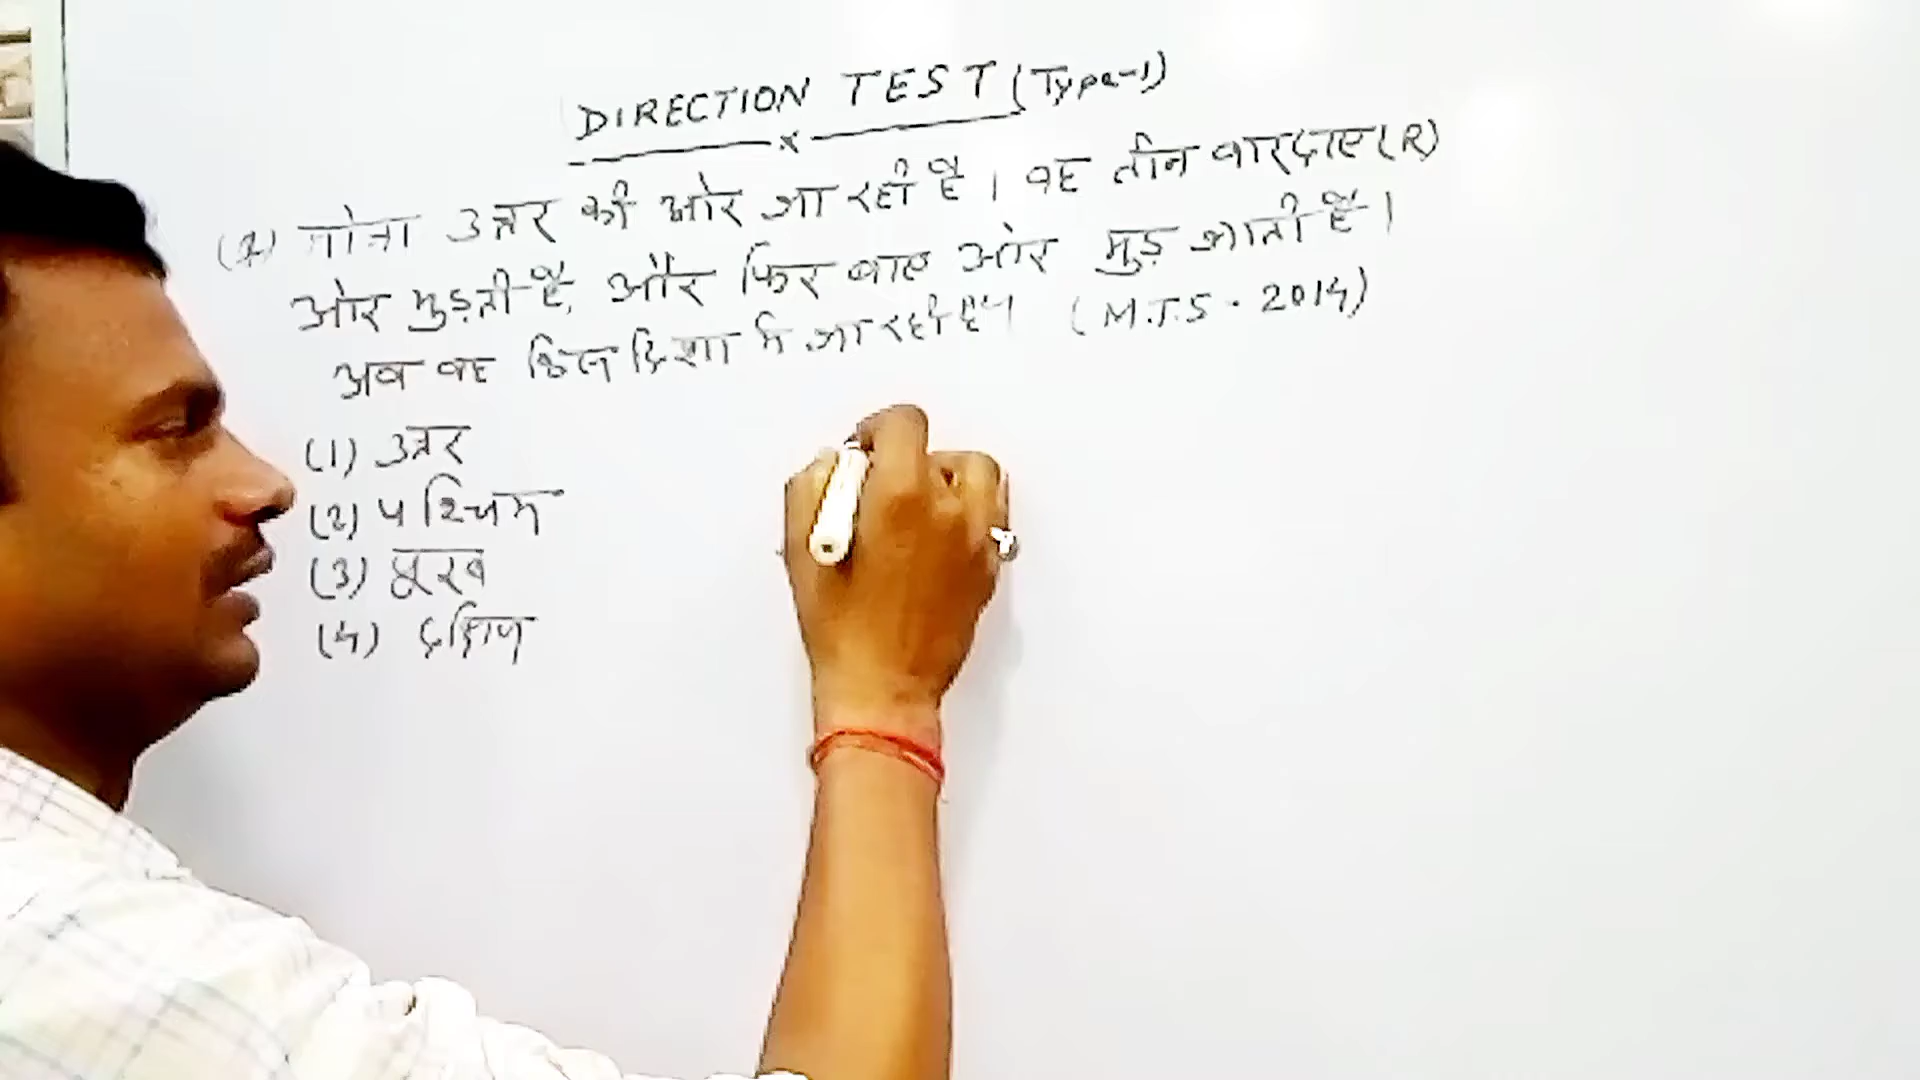 DIRECTION TEST (Type-1)
(1) गीता उत्तर की ओर जा रही है। वह तीन बार दाए (R)
ओर मुड़ती है, और फिर बाए ओर मुड़ जाती है।
अब वह किस दिशा मे जा रही है। (M.T.S - 2014)
(1) उत्तर
(2) पश्चिम
(3) पूरब
(4) दक्षिण